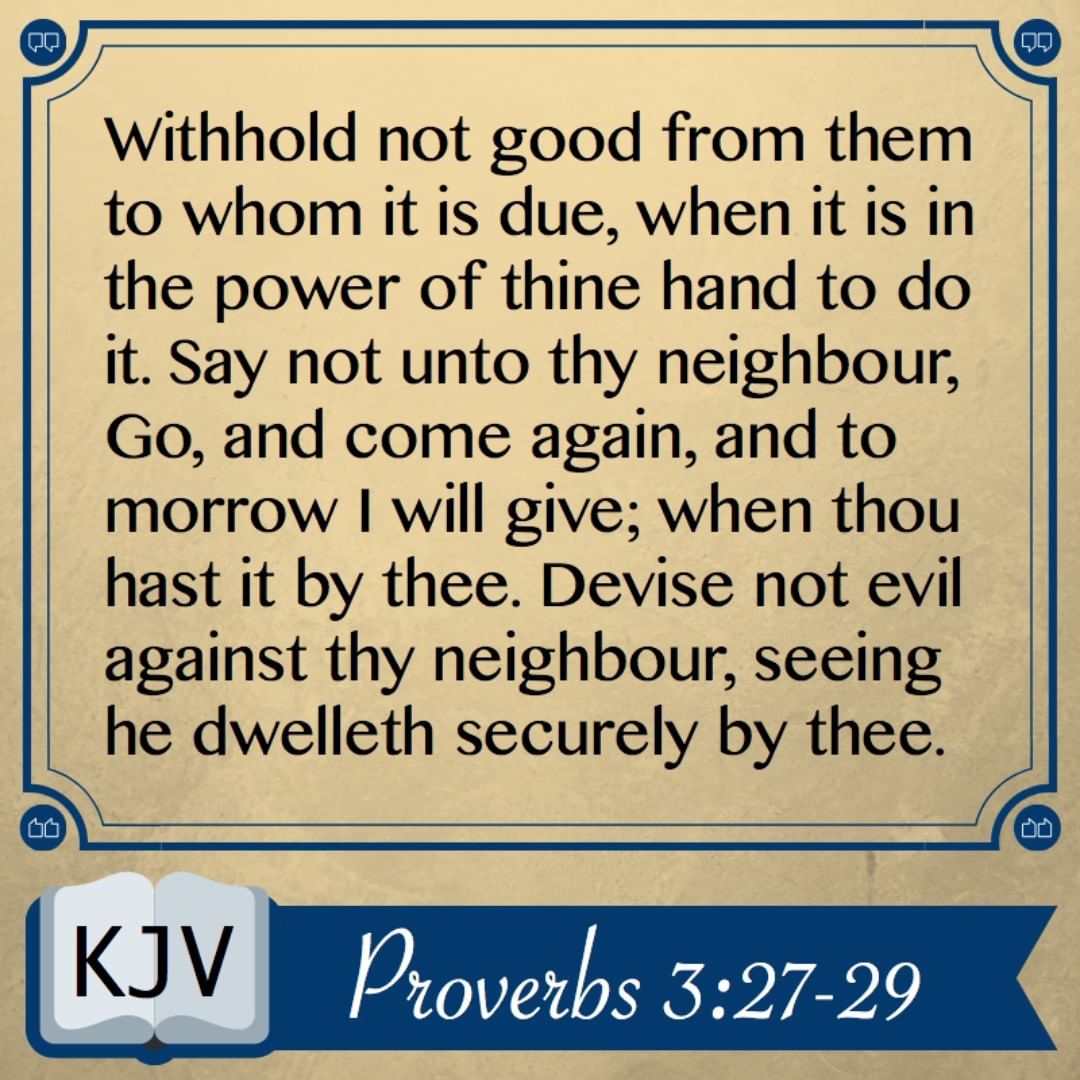 Withhold not good from them
to whom it is due, when it is in
the power of thine hand to do
it. Say not unto thy neighbour,
Go, and come again, and to
morrow I will give; when thou
hast it by thee. Devise not evil
against thy neighbour, seeing
he dwelleth securely by thee.
KJV
Proverbs 3:27-29